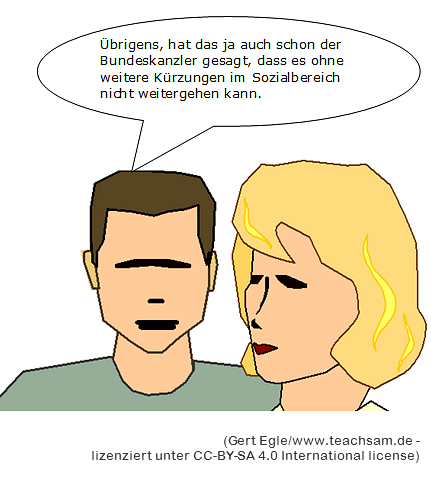 Übrigens, hat das ja auch schon der
Bundeskanzler gesagt, dass es ohne
weitere Kürzungen im Sozialbereich
nicht weitergehen kann.
(Gert Egle/www.teachsam.de -
lizenziert unter CC-BY-SA 4.0 International license)